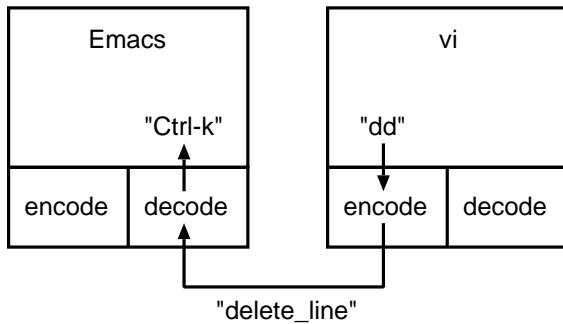 Emacs
vi
"Ctrl-k"
"dd"
encode
decode
encode
decode
"delete_line"